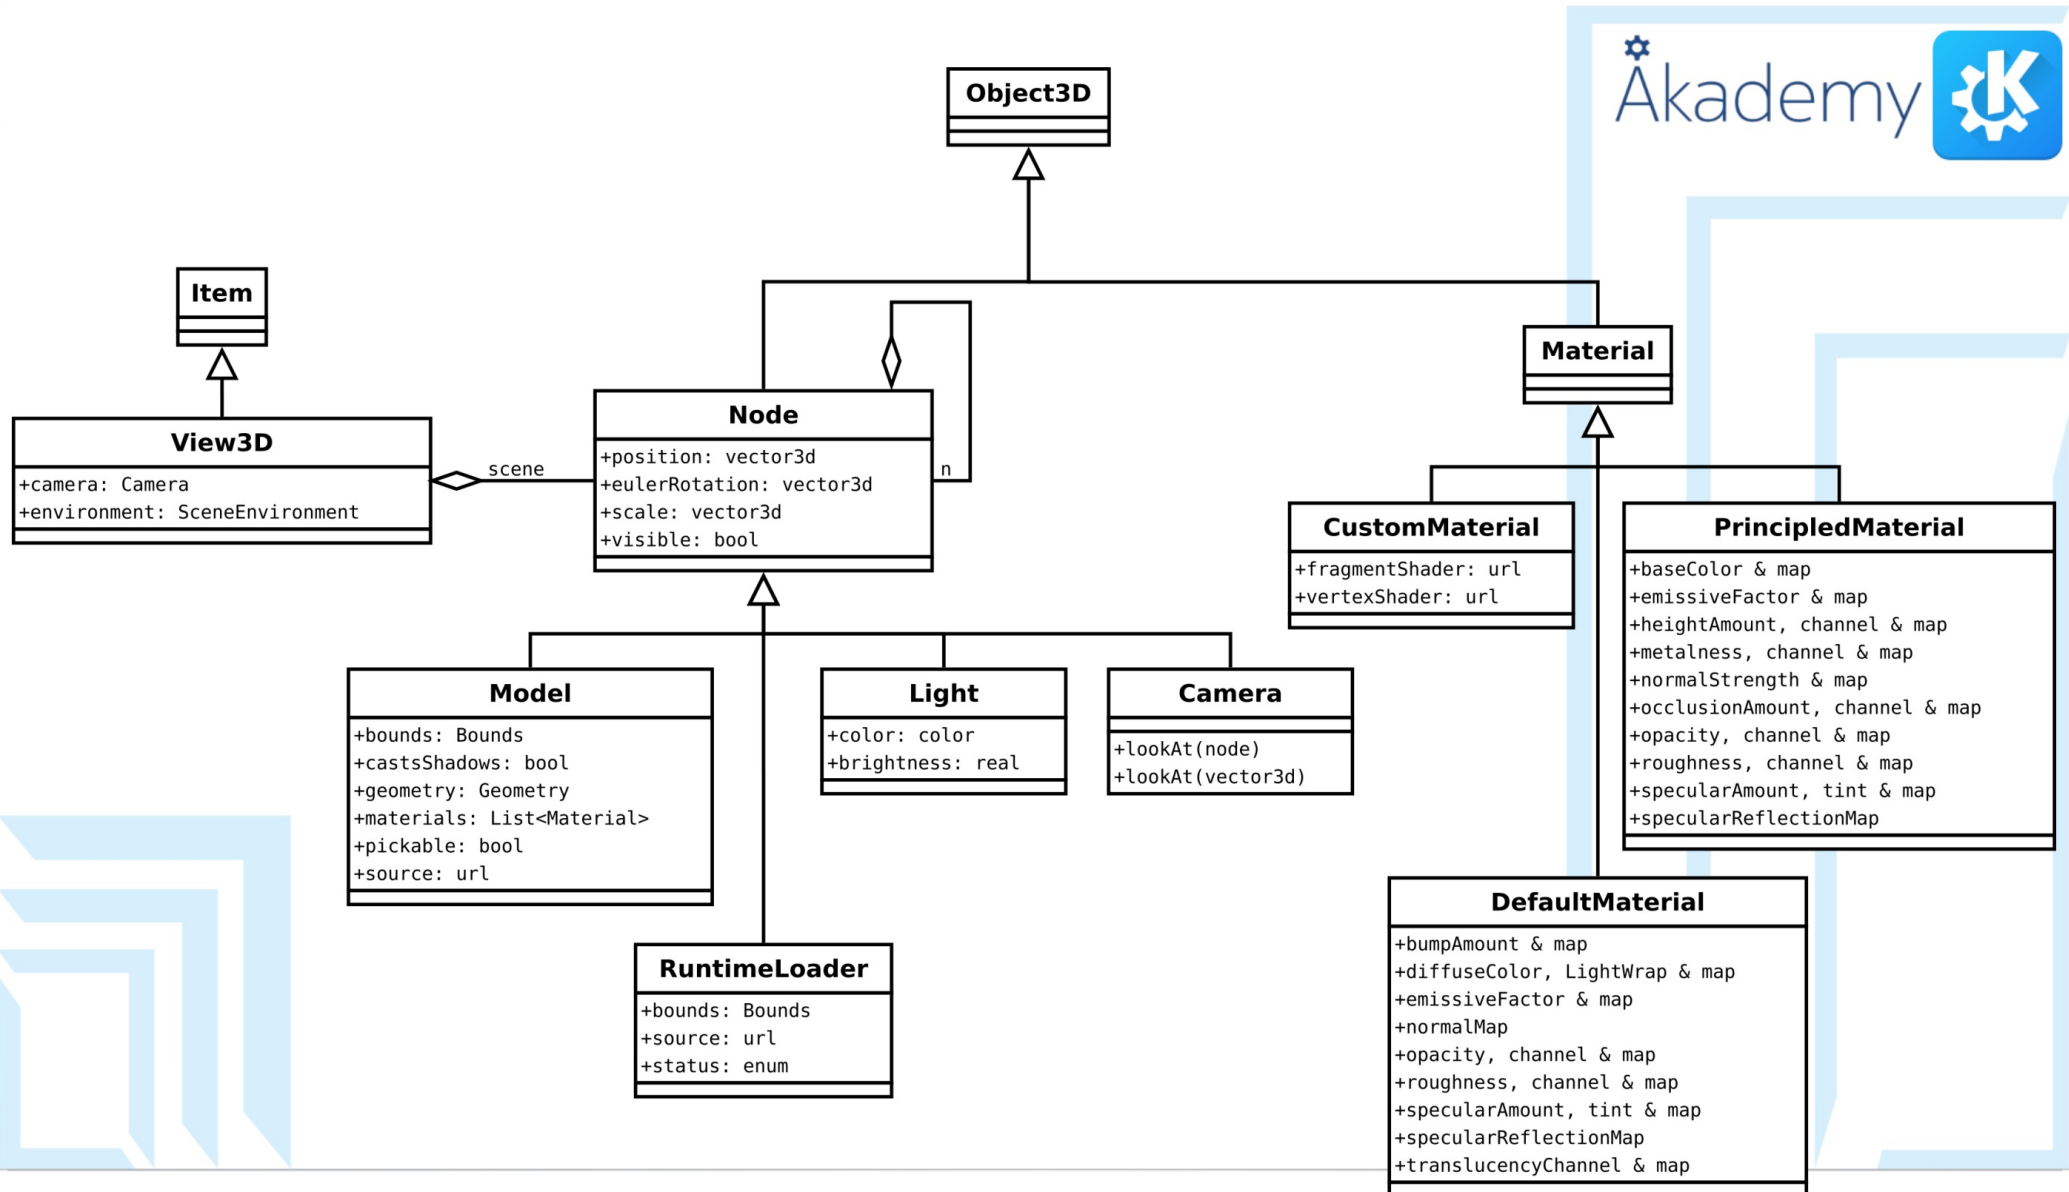 Akademy
Object3D
Item
View3D
+camera: Camera
+environment: SceneEnvironment
scene
Node
+position: vector3d
+eulerRotation: vector3d
+scale: vector3d
+visible: bool
n
Material
CustomMaterial
+fragmentShader: url
+vertexShader: url
PrincipledMaterial
+baseColor & map
+emissiveFactor & map
+heightAmount, channel & map
+metalness, channel & map
+normalStrength & map
+occlusionAmount, channel & map
+opacity, channel & map
+roughness, channel & map
+specularAmount, tint & map
+specularReflectionMap
Model
+bounds: Bounds
+castsShadows: bool
+geometry: Geometry
+materials: List<Material>
+pickable: bool
+source: url
Light
+color: color
+brightness: real
Camera
+lookAt(node)
+lookAt(vector3d)
RuntimeLoader
+bounds: Bounds
+source: url
+status: enum
DefaultMaterial
+bumpAmount & map
+diffuseColor, LightWrap & map
+emissiveFactor & map
+normalMap
+opacity, channel & map
+roughness, channel & map
+specularAmount, tint & map
+specularReflectionMap
+translucencyChannel & map